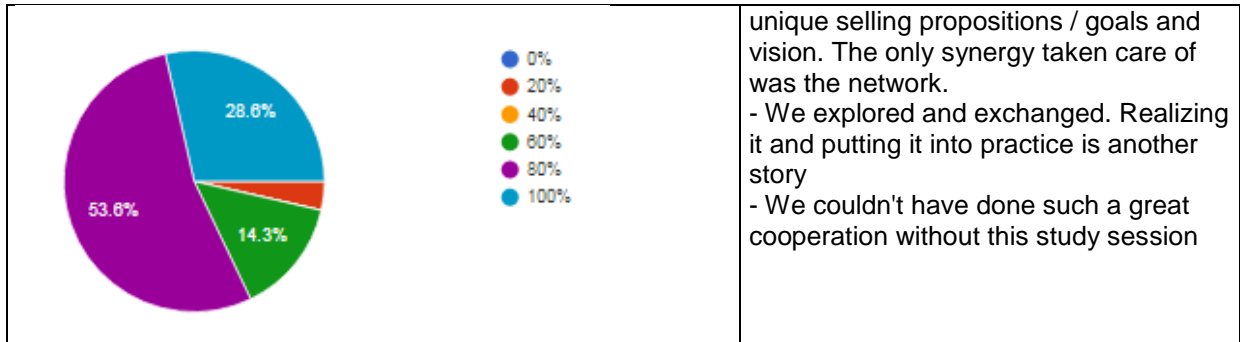 28.6%
53.6%
14.3%
0%
20%
40%
60%
80%
100%
unique selling propositions / goals and
vision. The only synergy taken care of
was the network.
- We explored and exchanged. Realizing
it and putting it into practice is another
story
- We couldn't have done such a great
cooperation without this study session